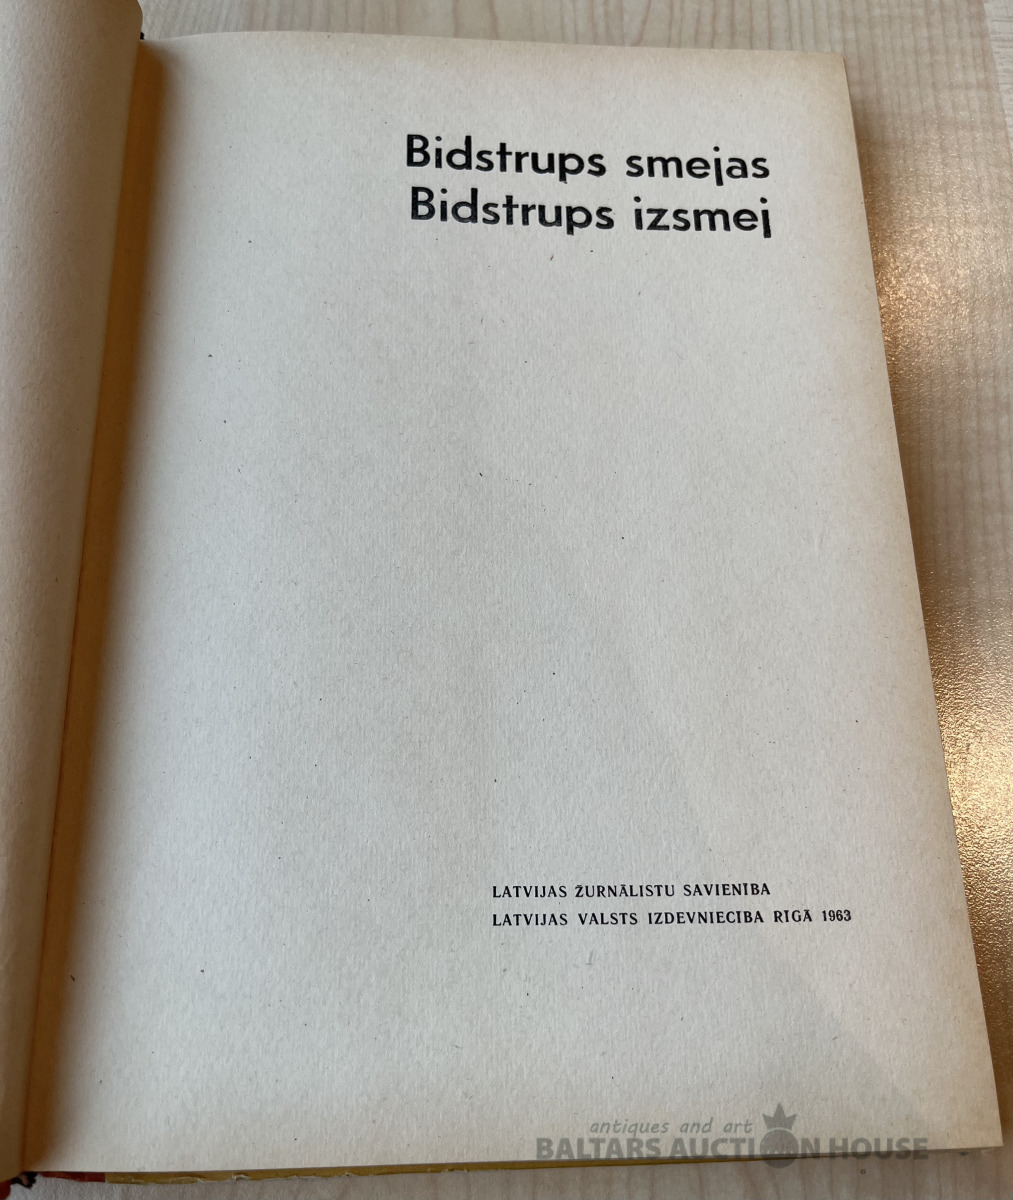 Bidstrups smejas
Bidstrups izsmej
LATVIJAS ŽURNĀLISTU SAVIENĪBA
LATVIJAS VALSTS IZDEVNIECĪBA RĪGĀ 1963
antiques and art
BALTARS AUCTION HOUSE